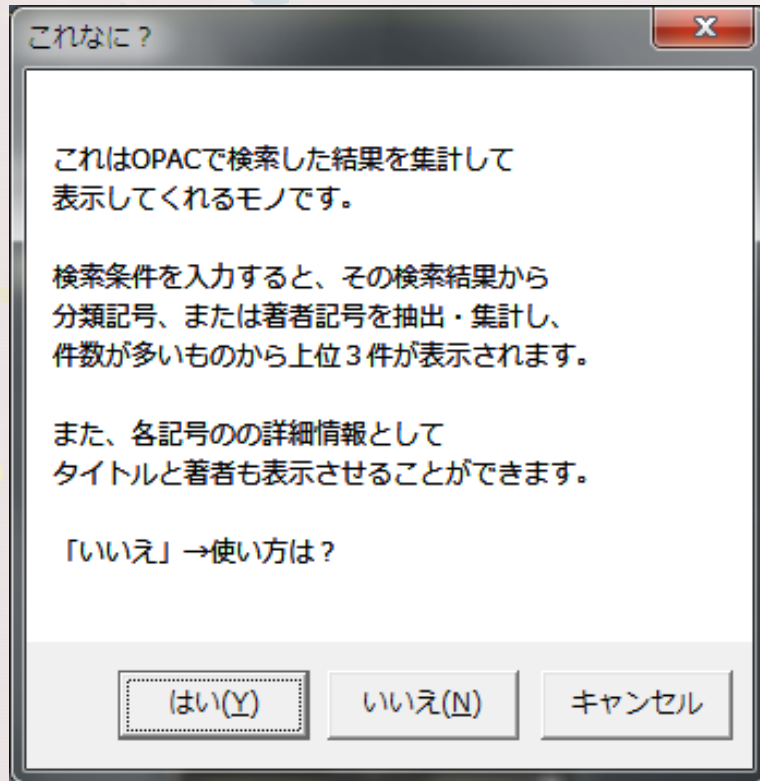 これなに？
これはOPACで検索した結果を集計して
表示してくれるモノです。
検索条件を入力すると、その検索結果から
分類記号、または著者記号を抽出・集計し、
件数が多いものから上位３件が表示されます。
また、各記号のの詳細情報として
タイトルと著者も表示させることができます。
「いいえ」→使い方は？
はい(Y) いいえ(N) キャンセル